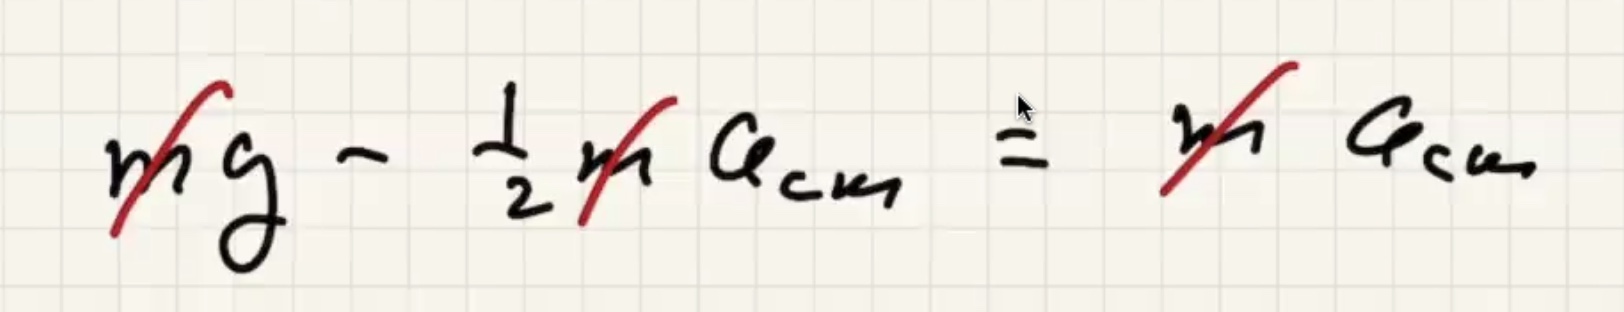 mg - 1/2 m a_cm = m a_cm